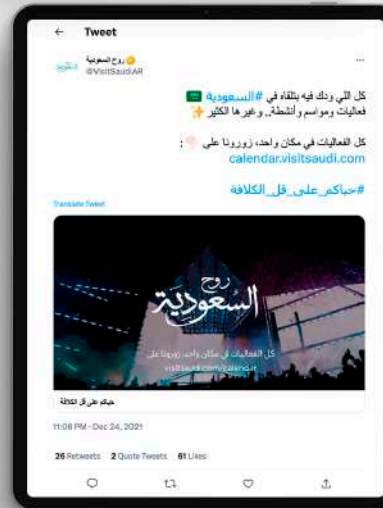 ← Tweet
روح السعودية
@VisitSaudiAR
كل اللي ودك فيه بتلقاه في #السعودية 🇸🇦
فعاليات ومواسم وأنشطة.. وغيرها الكثير ✨
كل الفعاليات في مكان واحد، زورونا على 👇🏻 :
calendar.visitsaudi.com
#حياكم_على_قل_الكلافة
Translate Tweet
روح
السعودية
كل الفعاليات في مكان واحد، زورونا على
visitsaudi.com/calendar
حياكم على قل الكلافة
11:08 PM · Dec 24, 2021
26 Retweets 2 Quote Tweets 61 Likes